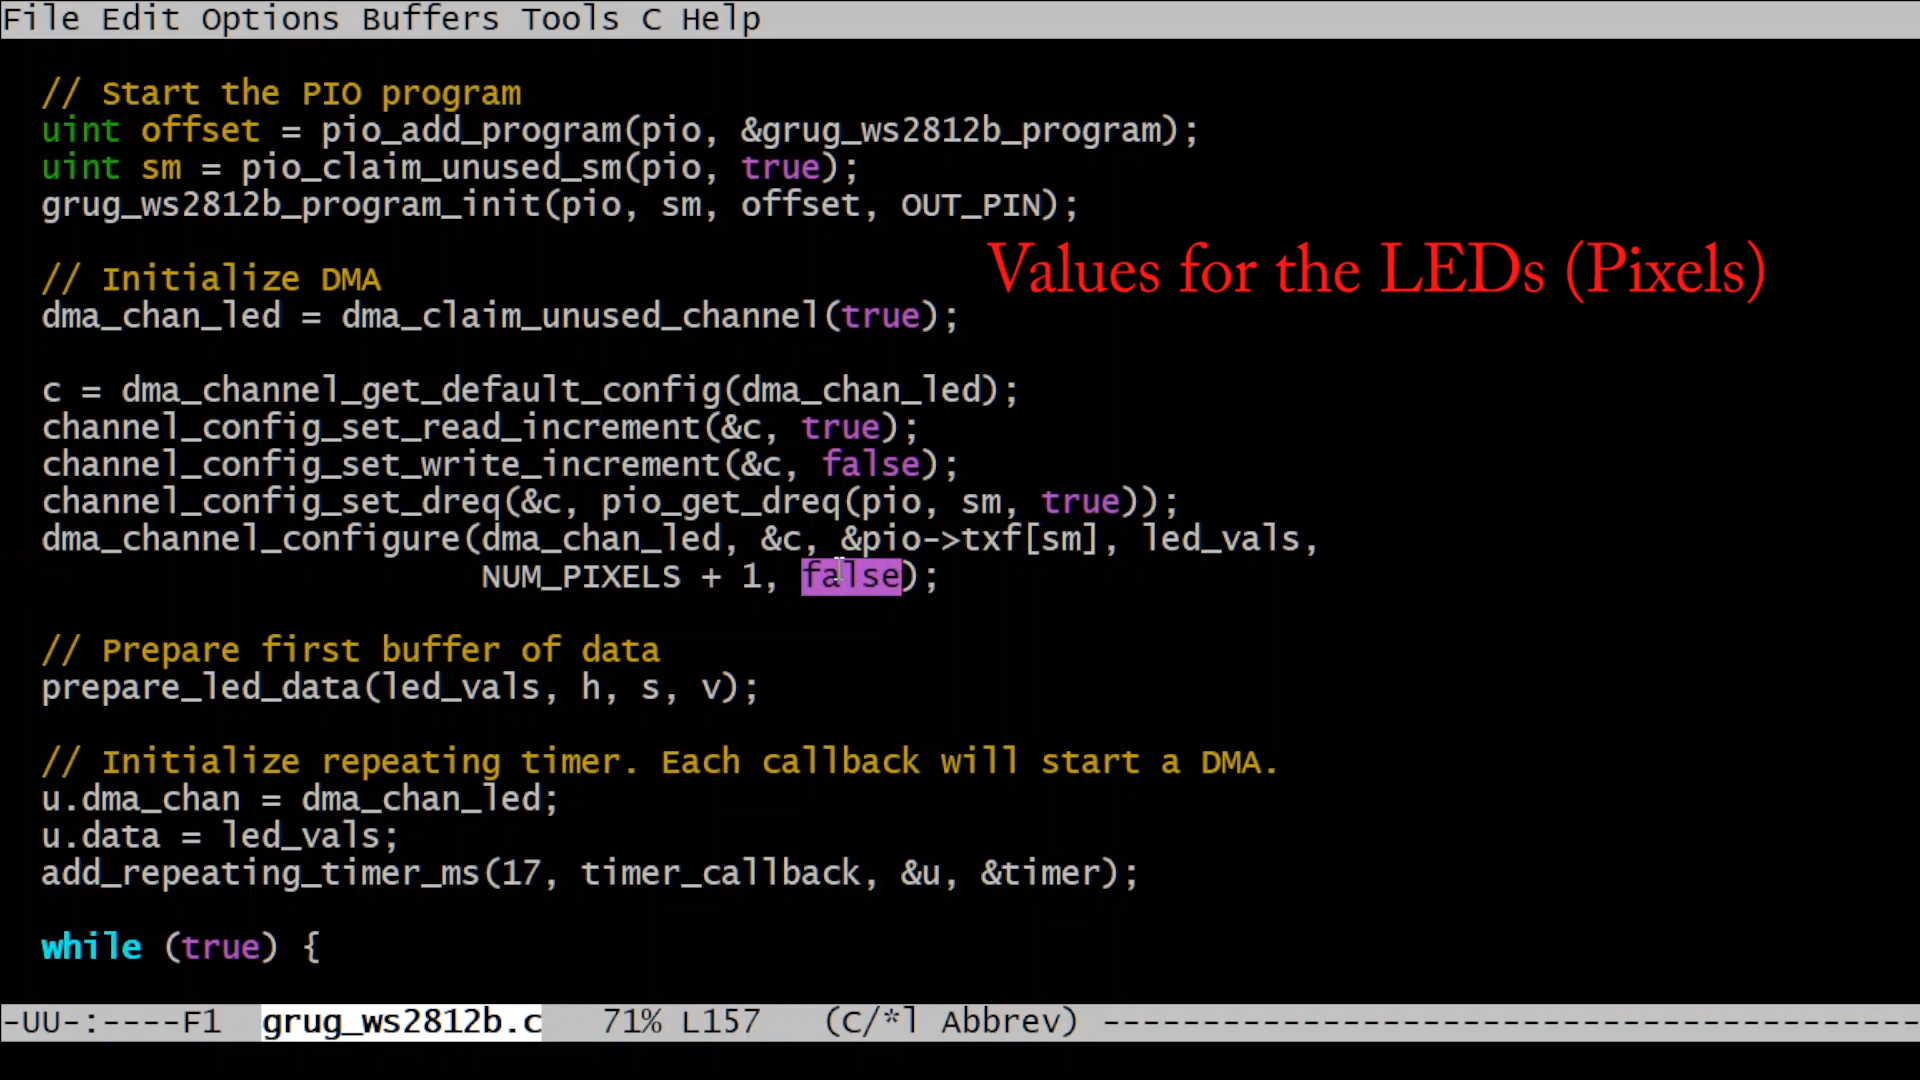 File Edit Options Buffers Tools C Help
// Start the PIO program
uint offset = pio_add_program(pio, &grug_ws2812b_program);
uint sm = pio_claim_unused_sm(pio, true);
grug_ws2812b_program_init(pio, sm, offset, OUT_PIN);
Values for the LEDs (Pixels)
// Initialize DMA
dma_chan_led = dma_claim_unused_channel(true);
c = dma_channel_get_default_config(dma_chan_led);
channel_config_set_read_increment(&c, true);
channel_config_set_write_increment(&c, false);
channel_config_set_dreq(&c, pio_get_dreq(pio, sm, true));
dma_channel_configure(dma_chan_led, &c, &pio->txf[sm], led_vals,
NUM_PIXELS + 1, false);
// Prepare first buffer of data
prepare_led_data(led_vals, h, s, v);
// Initialize repeating timer. Each callback will start a DMA.
u.dma_chan = dma_chan_led;
u.data = led_vals;
add_repeating_timer_ms(17, timer_callback, &u, &timer);
while (true) {
-UU-:----F1  grug_ws2812b.c   71% L157   (C/*l Abbrev) -----------------------------------------